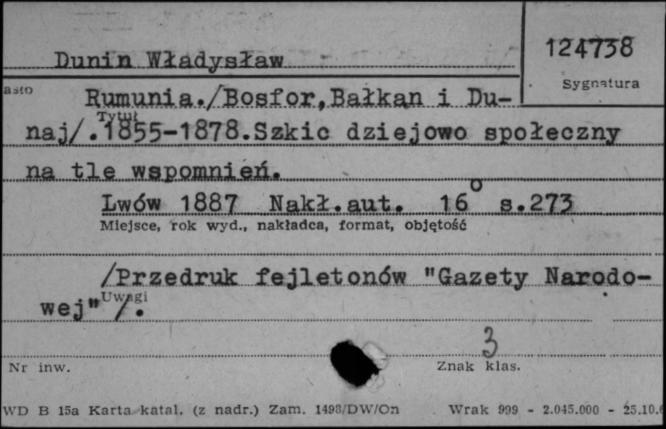 Dunin Władysław
124738
Sygnatura
Rumunia./Bosfor,Bałkan i Du-
Tytuł
naj/.1855-1878.Szkic dziejowo społeczny
na tle wspomnień.
Lwów 1887 Nakł.aut. 16° s.273
Miejsce, rok wyd., nakładca, format, objętość
/Przedruk fejletonów "Gazety Narodo-
Uwagi
wej" /.
3
Nr inw.
Znak klas.
WD B 15a Karta katal. (z nadr.) Zam. 1498/DW/On Wrak 999 - 2.045.000 - 25.10.